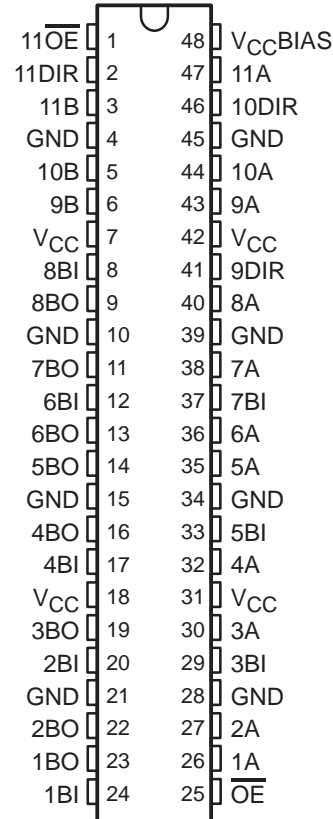 11O̅E̅ 1 48 VCCBIAS
11DIR 2 47 11A
11B 3 46 10DIR
GND 4 45 GND
10B 5 44 10A
9B 6 43 9A
VCC 7 42 VCC
8BI 8 41 9DIR
8BO 9 40 8A
GND 10 39 GND
7BO 11 38 7A
6BI 12 37 7BI
6BO 13 36 6A
5BO 14 35 5A
GND 15 34 GND
4BO 16 33 5BI
4BI 17 32 4A
VCC 18 31 VCC
3BO 19 30 3A
2BI 20 29 3BI
GND 21 28 GND
2BO 22 27 2A
1BO 23 26 1A
1BI 24 25 O̅E̅